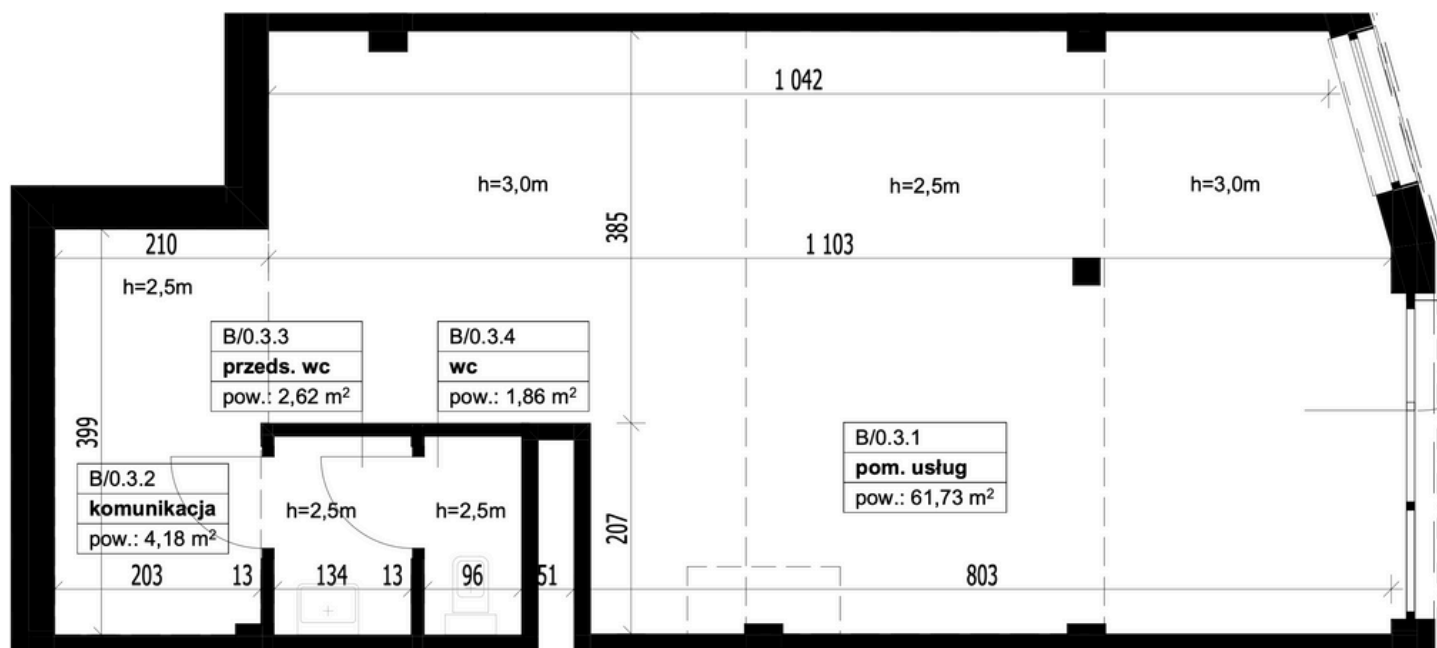 1 042
h=3,0m
h=2,5m
h=3,0m
385
210
1 103
h=2,5m
B/0.3.3
przeds. wc
pow.: 2,62 m²
B/0.3.4
wc
pow.: 1,86 m²
399
B/0.3.1
pom. usług
pow.: 61,73 m²
B/0.3.2
komunikacja
pow.: 4,18 m²
h=2,5m
h=2,5m
207
203
13
134
13
96
51
803